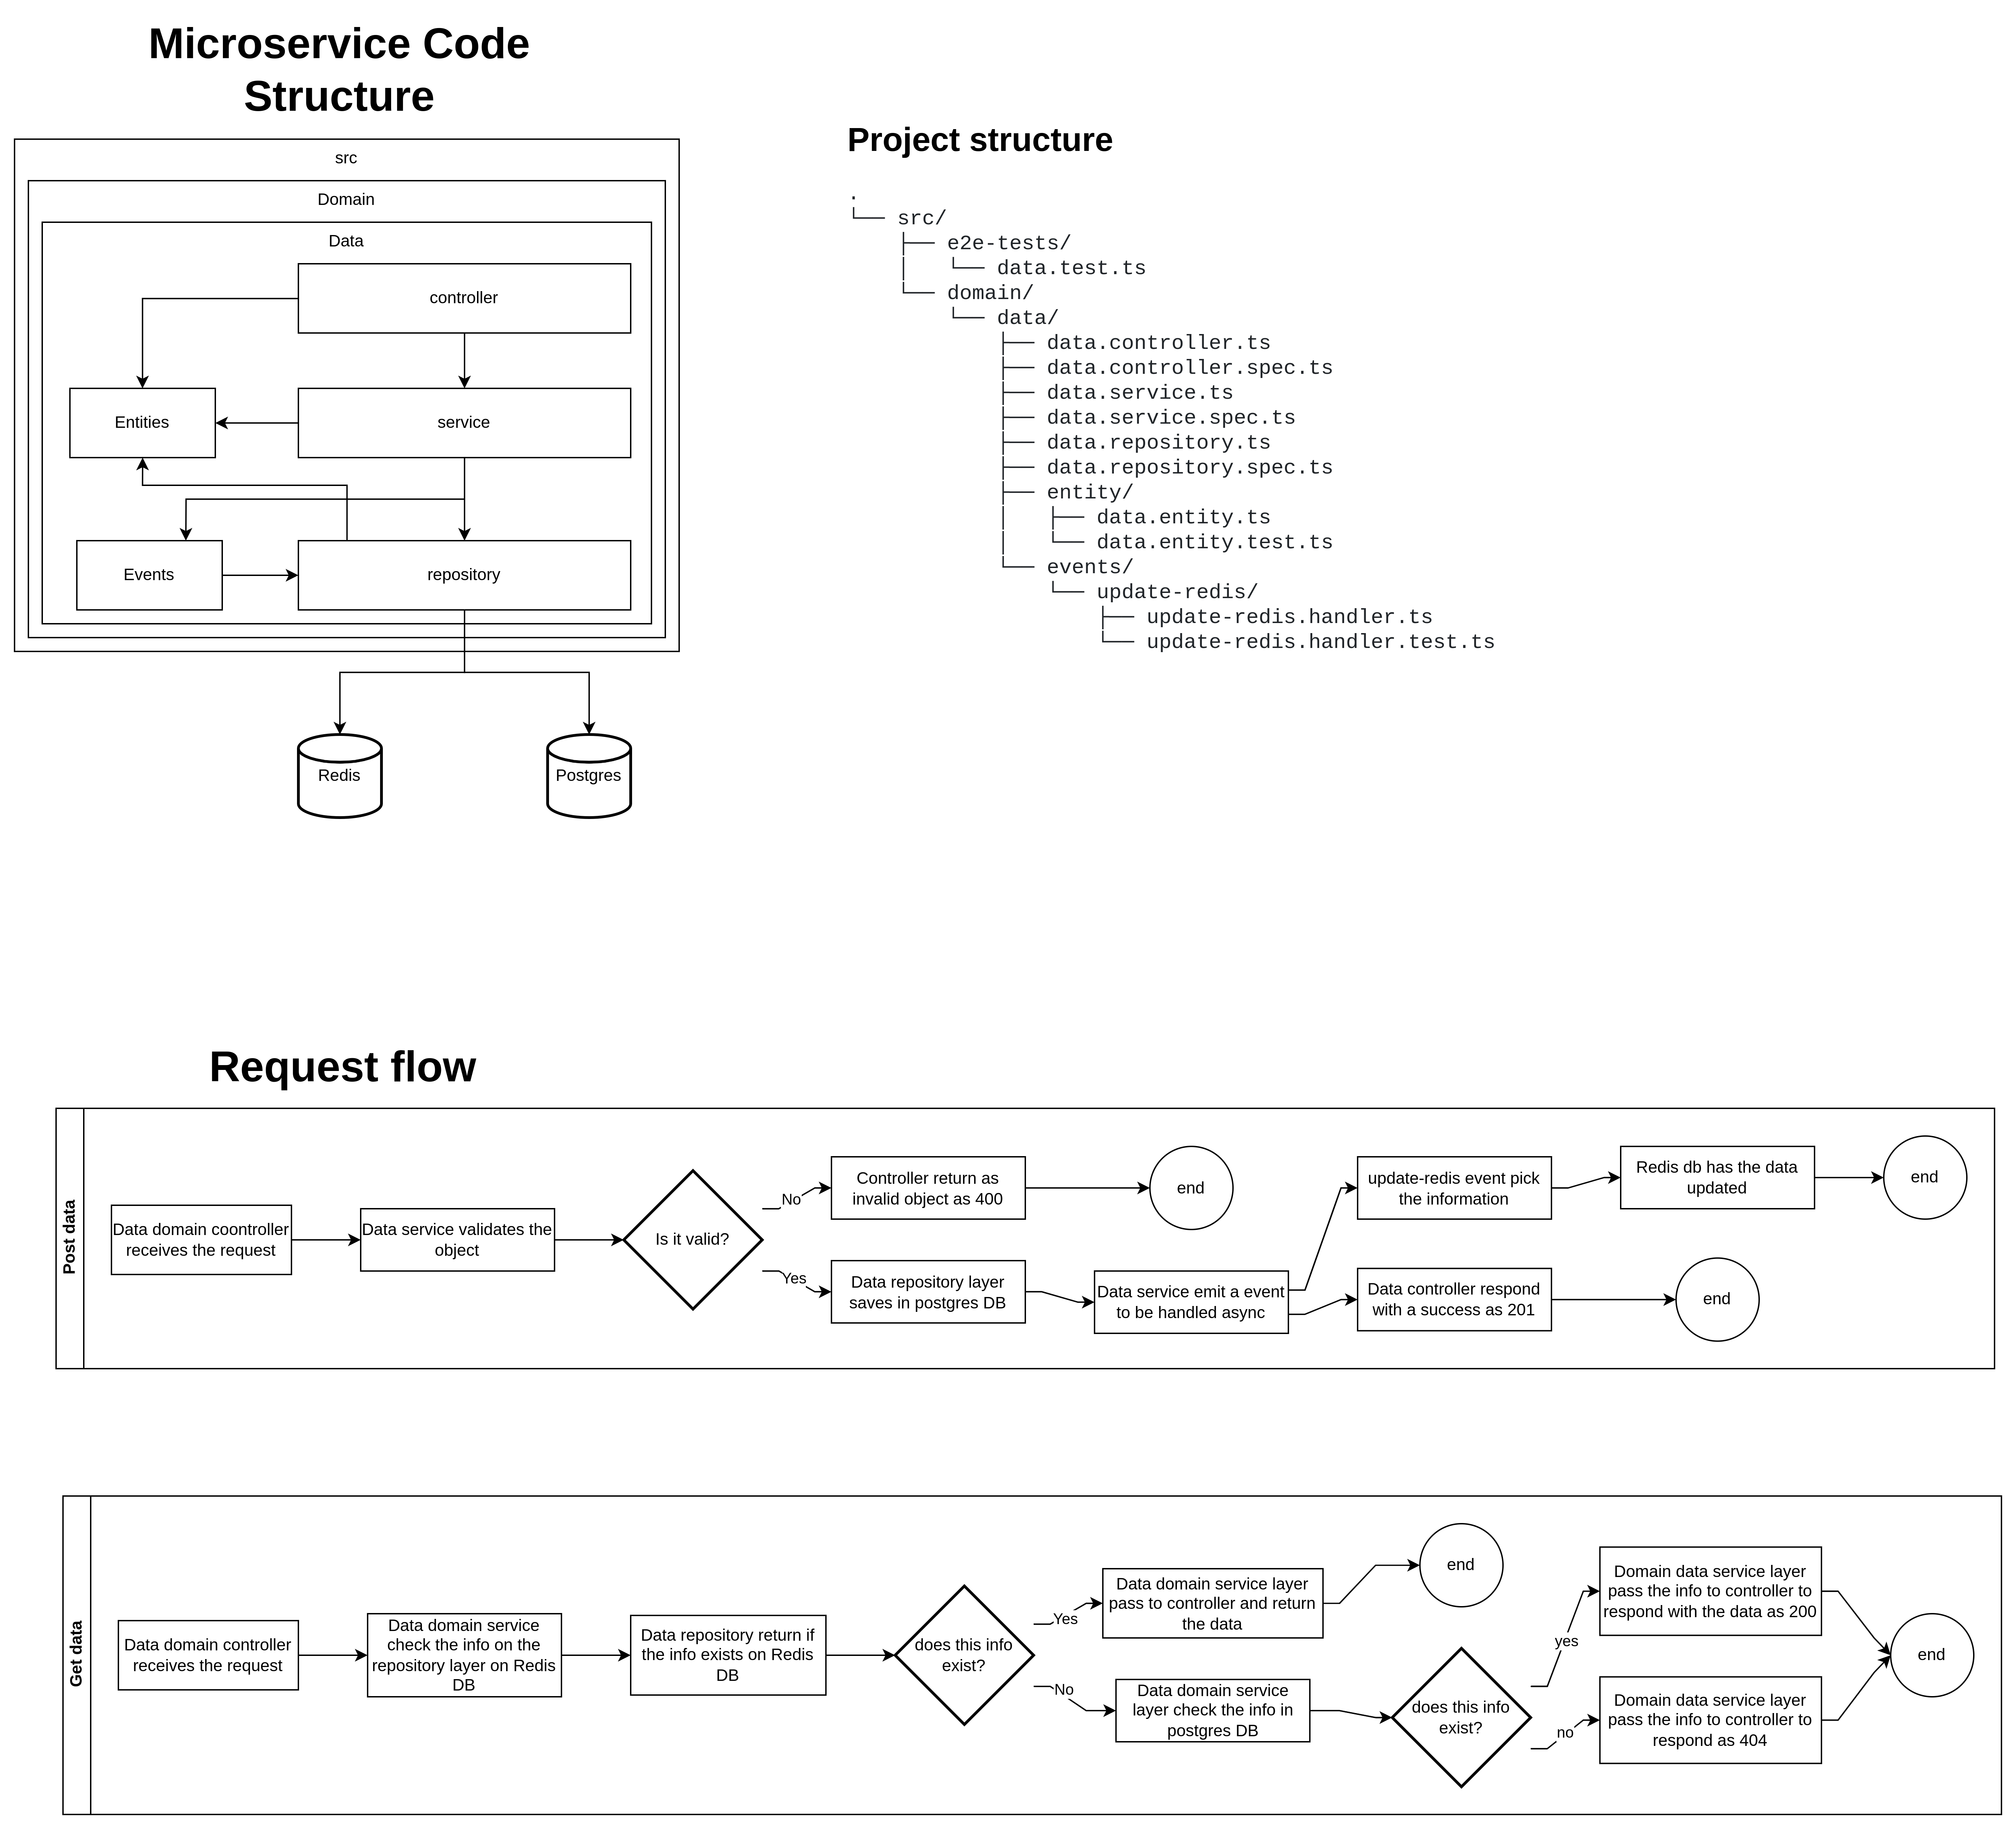 Microservice Code
Structure
src
Domain
Data
controller
Entities
service
Events
repository
Redis
Postgres
Project structure
.
└── src/
    ├── e2e-tests/
    │   └── data.test.ts
    └── domain/
        └── data/
            ├── data.controller.ts
            ├── data.controller.spec.ts
            ├── data.service.ts
            ├── data.service.spec.ts
            ├── data.repository.ts
            ├── data.repository.spec.ts
            ├── entity/
            │   ├── data.entity.ts
            │   └── data.entity.test.ts
            └── events/
                └── update-redis/
                    ├── update-redis.handler.ts
                    └── update-redis.handler.test.ts
Request flow
Post data
Data domain coontroller
receives the request
Data service validates the
object
Is it valid?
No
Controller return as
invalid object as 400
end
Yes
Data repository layer
saves in postgres DB
Data service emit a event
to be handled async
update-redis event pick
the information
Redis db has the data
updated
end
Data controller respond
with a success as 201
end
Get data
Data domain controller
receives the request
Data domain service
check the info on the
repository layer on Redis
DB
Data repository return if
the info exists on Redis
DB
does this info
exist?
Yes
Data domain service layer
pass to controller and return
the data
end
No
Data domain service
layer check the info in
postgres DB
does this info
exist?
yes
Domain data service layer
pass the info to controller to
respond with the data as 200
no
Domain data service layer
pass the info to controller to
respond as 404
end